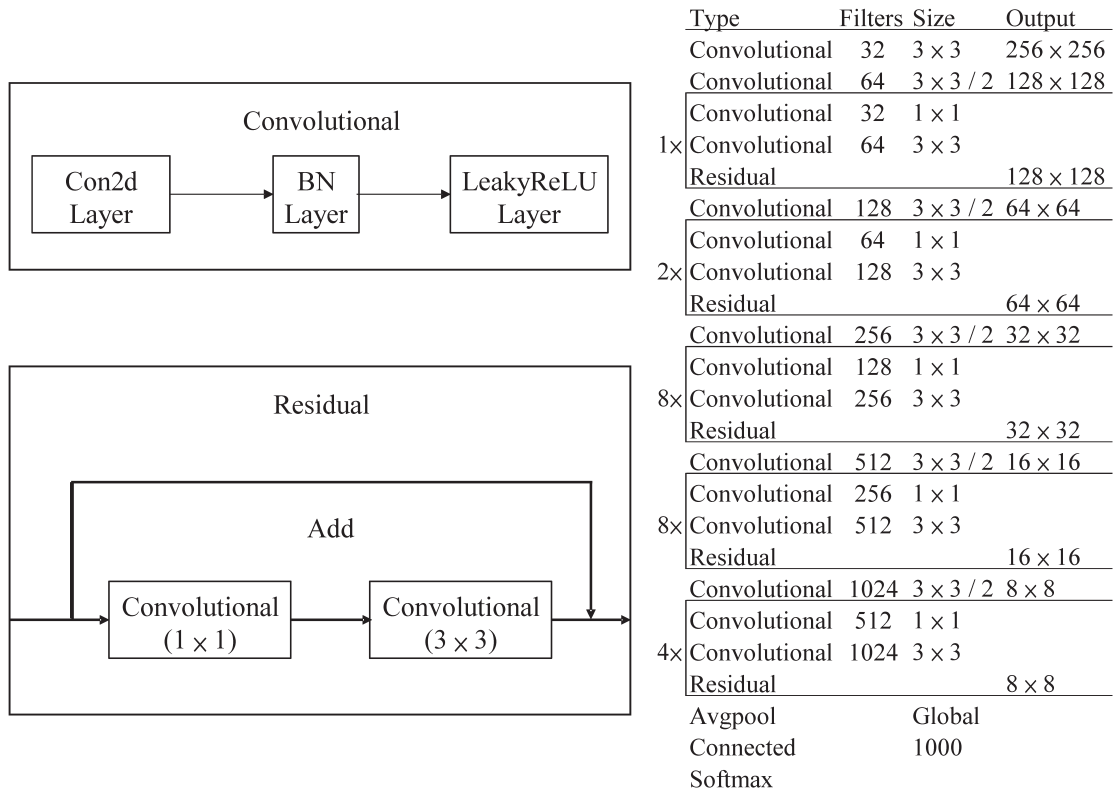 Convolutional
Con2d
Layer
BN
Layer
LeakyReLU
Layer
Residual
Add
Convolutional
(1 × 1)
Convolutional
(3 × 3)
Type Filters Size Output
Convolutional 32 3 × 3 256 × 256
Convolutional 64 3 × 3 / 2 128 × 128
Convolutional 32 1 × 1
1× Convolutional 64 3 × 3
Residual 128 × 128
Convolutional 128 3 × 3 / 2 64 × 64
Convolutional 64 1 × 1
2× Convolutional 128 3 × 3
Residual 64 × 64
Convolutional 256 3 × 3 / 2 32 × 32
Convolutional 128 1 × 1
8× Convolutional 256 3 × 3
Residual 32 × 32
Convolutional 512 3 × 3 / 2 16 × 16
Convolutional 256 1 × 1
8× Convolutional 512 3 × 3
Residual 16 × 16
Convolutional 1024 3 × 3 / 2 8 × 8
Convolutional 512 1 × 1
4× Convolutional 1024 3 × 3
Residual 8 × 8
Avgpool Global
Connected 1000
Softmax